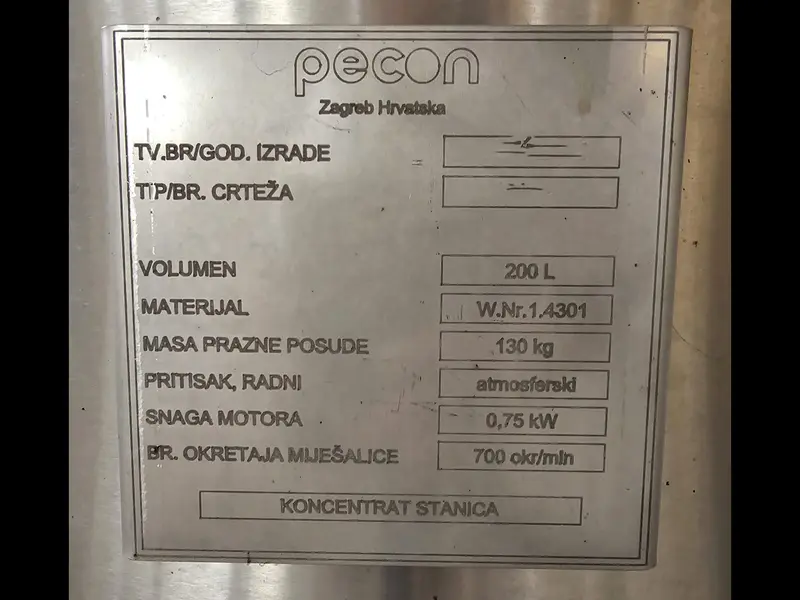 pecon
Zagreb Hrvatska
TV.BR/GOD. IZRADE
TIP/BR. CRTEŽA
VOLUMEN 200 L
MATERIJAL W.Nr.1.4301
MASA PRAZNE POSUDE 130 kg
PRITISAK, RADNI atmosferski
SNAGA MOTORA 0,75 kW
BR. OKRETAJA MIJEŠALICE 700 okr/min
KONCENTRAT STANICA